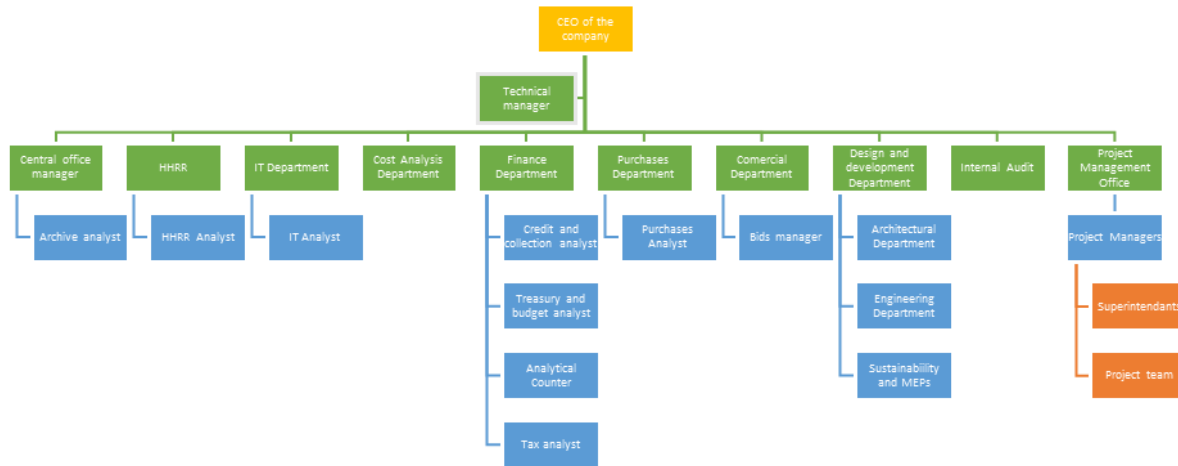 CEO of the
company
Technical
manager
Central office
manager
HHRR
IT Department
Cost Analysis
Department
Finance
Department
Purchases
Department
Comercial
Department
Design and
development
Department
Internal Audit
Project
Management
Office
Archive analyst
HHRR Analyst
IT Analyst
Credit and
collection analyst
Purchases
Analyst
Bids manager
Architectural
Department
Project Managers
Treasury and
budget analyst
Engineering
Department
Superintendants
Analytical
Counter
Sustainabiility
and MEPs
Project team
Tax analyst